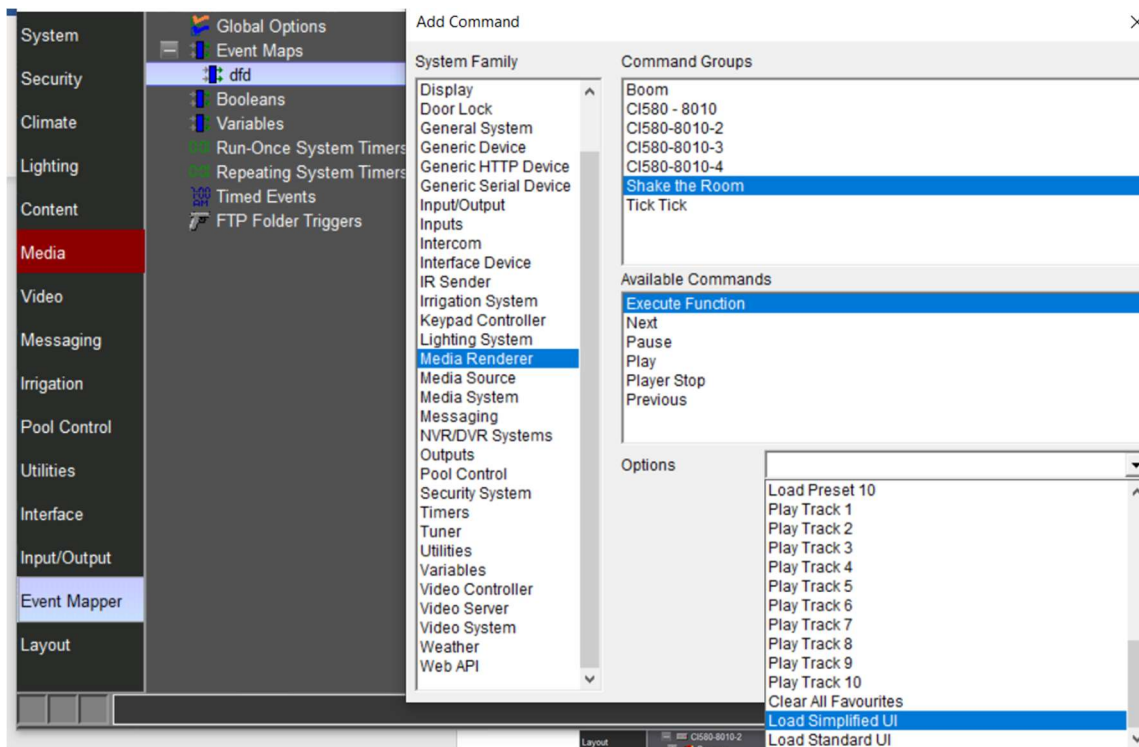 System
Security
Climate
Lighting
Content
Media
Video
Messaging
Irrigation
Pool Control
Utilities
Interface
Input/Output
Event Mapper
Layout
Global Options
Event Maps
dfd
Booleans
Variables
Run-Once System Timers
Repeating System Timers
Timed Events
FTP Folder Triggers
Add Command
System Family
Display
Door Lock
General System
Generic Device
Generic HTTP Device
Generic Serial Device
Input/Output
Inputs
Intercom
Interface Device
IR Sender
Irrigation System
Keypad Controller
Lighting System
Media Renderer
Media Source
Media System
Messaging
NVR/DVR Systems
Outputs
Pool Control
Security System
Timers
Tuner
Utilities
Variables
Video Controller
Video Server
Video System
Weather
Web API
Command Groups
Boom
CI580 - 8010
CI580-8010-2
CI580-8010-3
CI580-8010-4
Shake the Room
Tick Tick
Available Commands
Execute Function
Next
Pause
Play
Player Stop
Previous
Options
Load Preset 10
Play Track 1
Play Track 2
Play Track 3
Play Track 4
Play Track 5
Play Track 6
Play Track 7
Play Track 8
Play Track 9
Play Track 10
Clear All Favourites
Load Simplified UI
Load Standard UI
Layout
CI580-8010-2